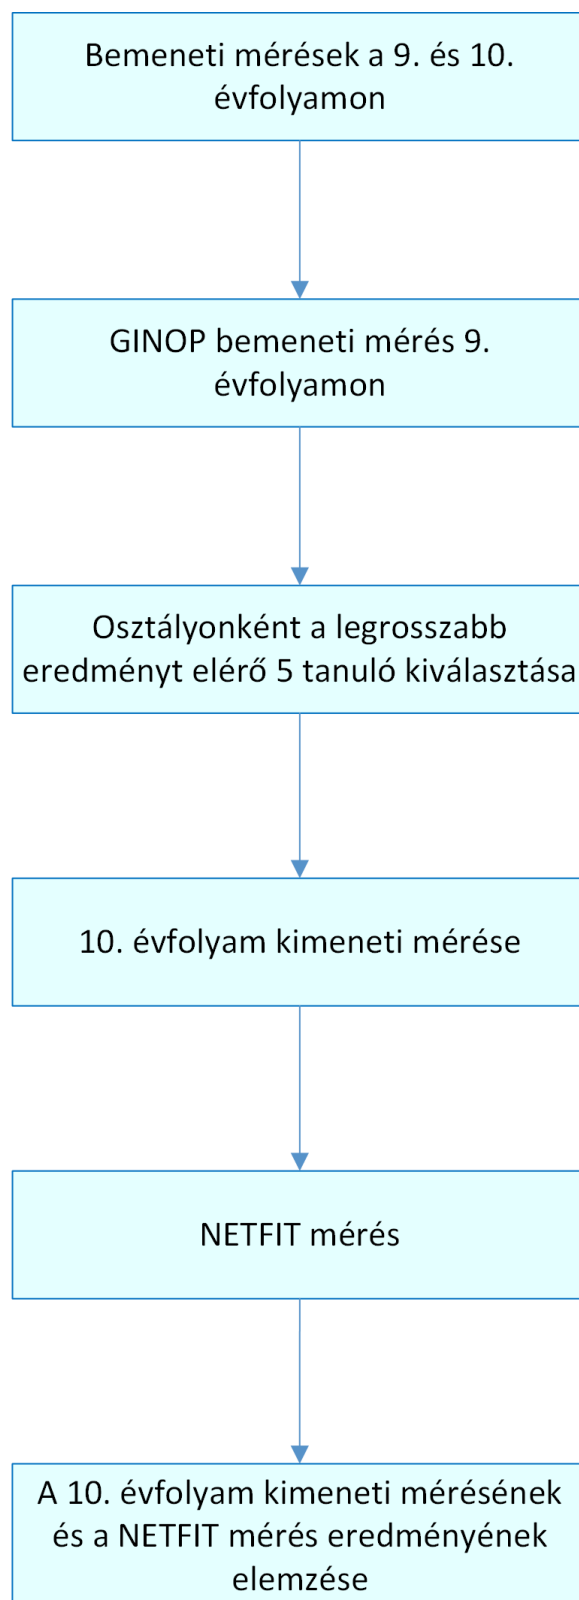 Bemeneti mérések a 9. és 10.
évfolyamon
GINOP bemeneti mérés 9.
évfolyamon
Osztályonként a legrosszabb
eredményt elérő 5 tanuló kiválasztása
10. évfolyam kimeneti mérése
NETFIT mérés
A 10. évfolyam kimeneti mérésének
és a NETFIT mérés eredményének
elemzése